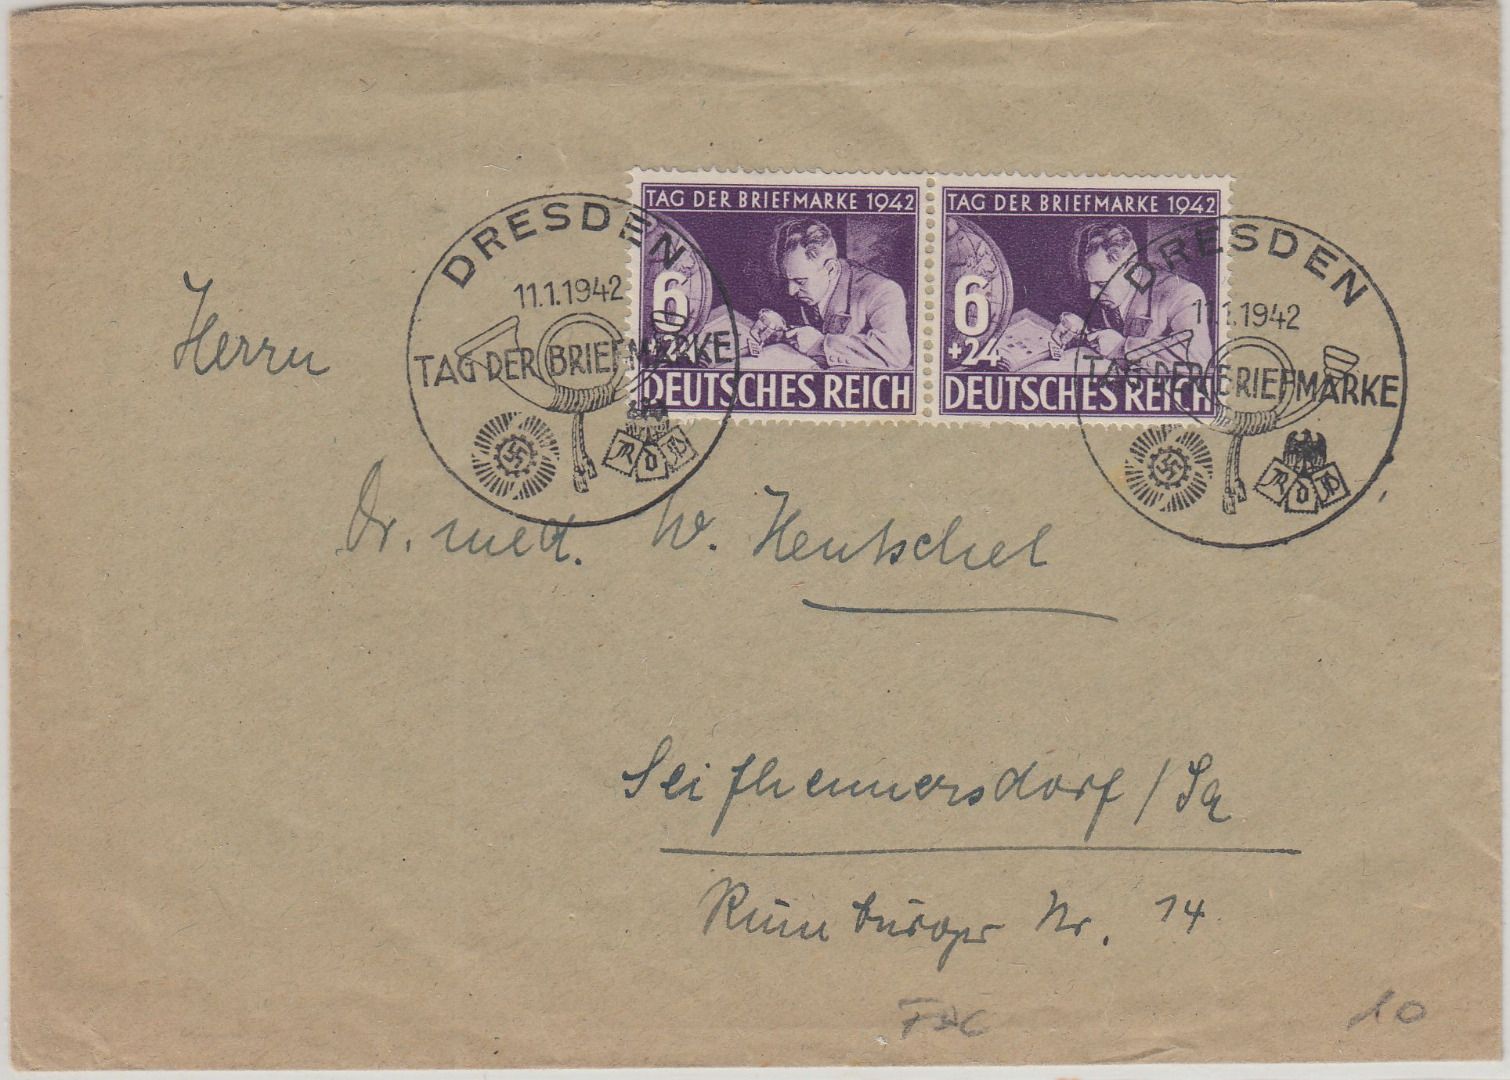 TAG DER BRIEFMARKE 1942
6
+24
DEUTSCHES REICH
TAG DER BRIEFMARKE 1942
6
+24
DEUTSCHES REICH
DRESDEN
11.1.1942
TAG DER BRIEFMARKE
R d P
DRESDEN
11.1.1942
TAG DER BRIEFMARKE
R d P
Herrn
Dr. med. W. Hentschel
Seifhennersdorf / Sa
Rumburger Nr. 14
FDC
10